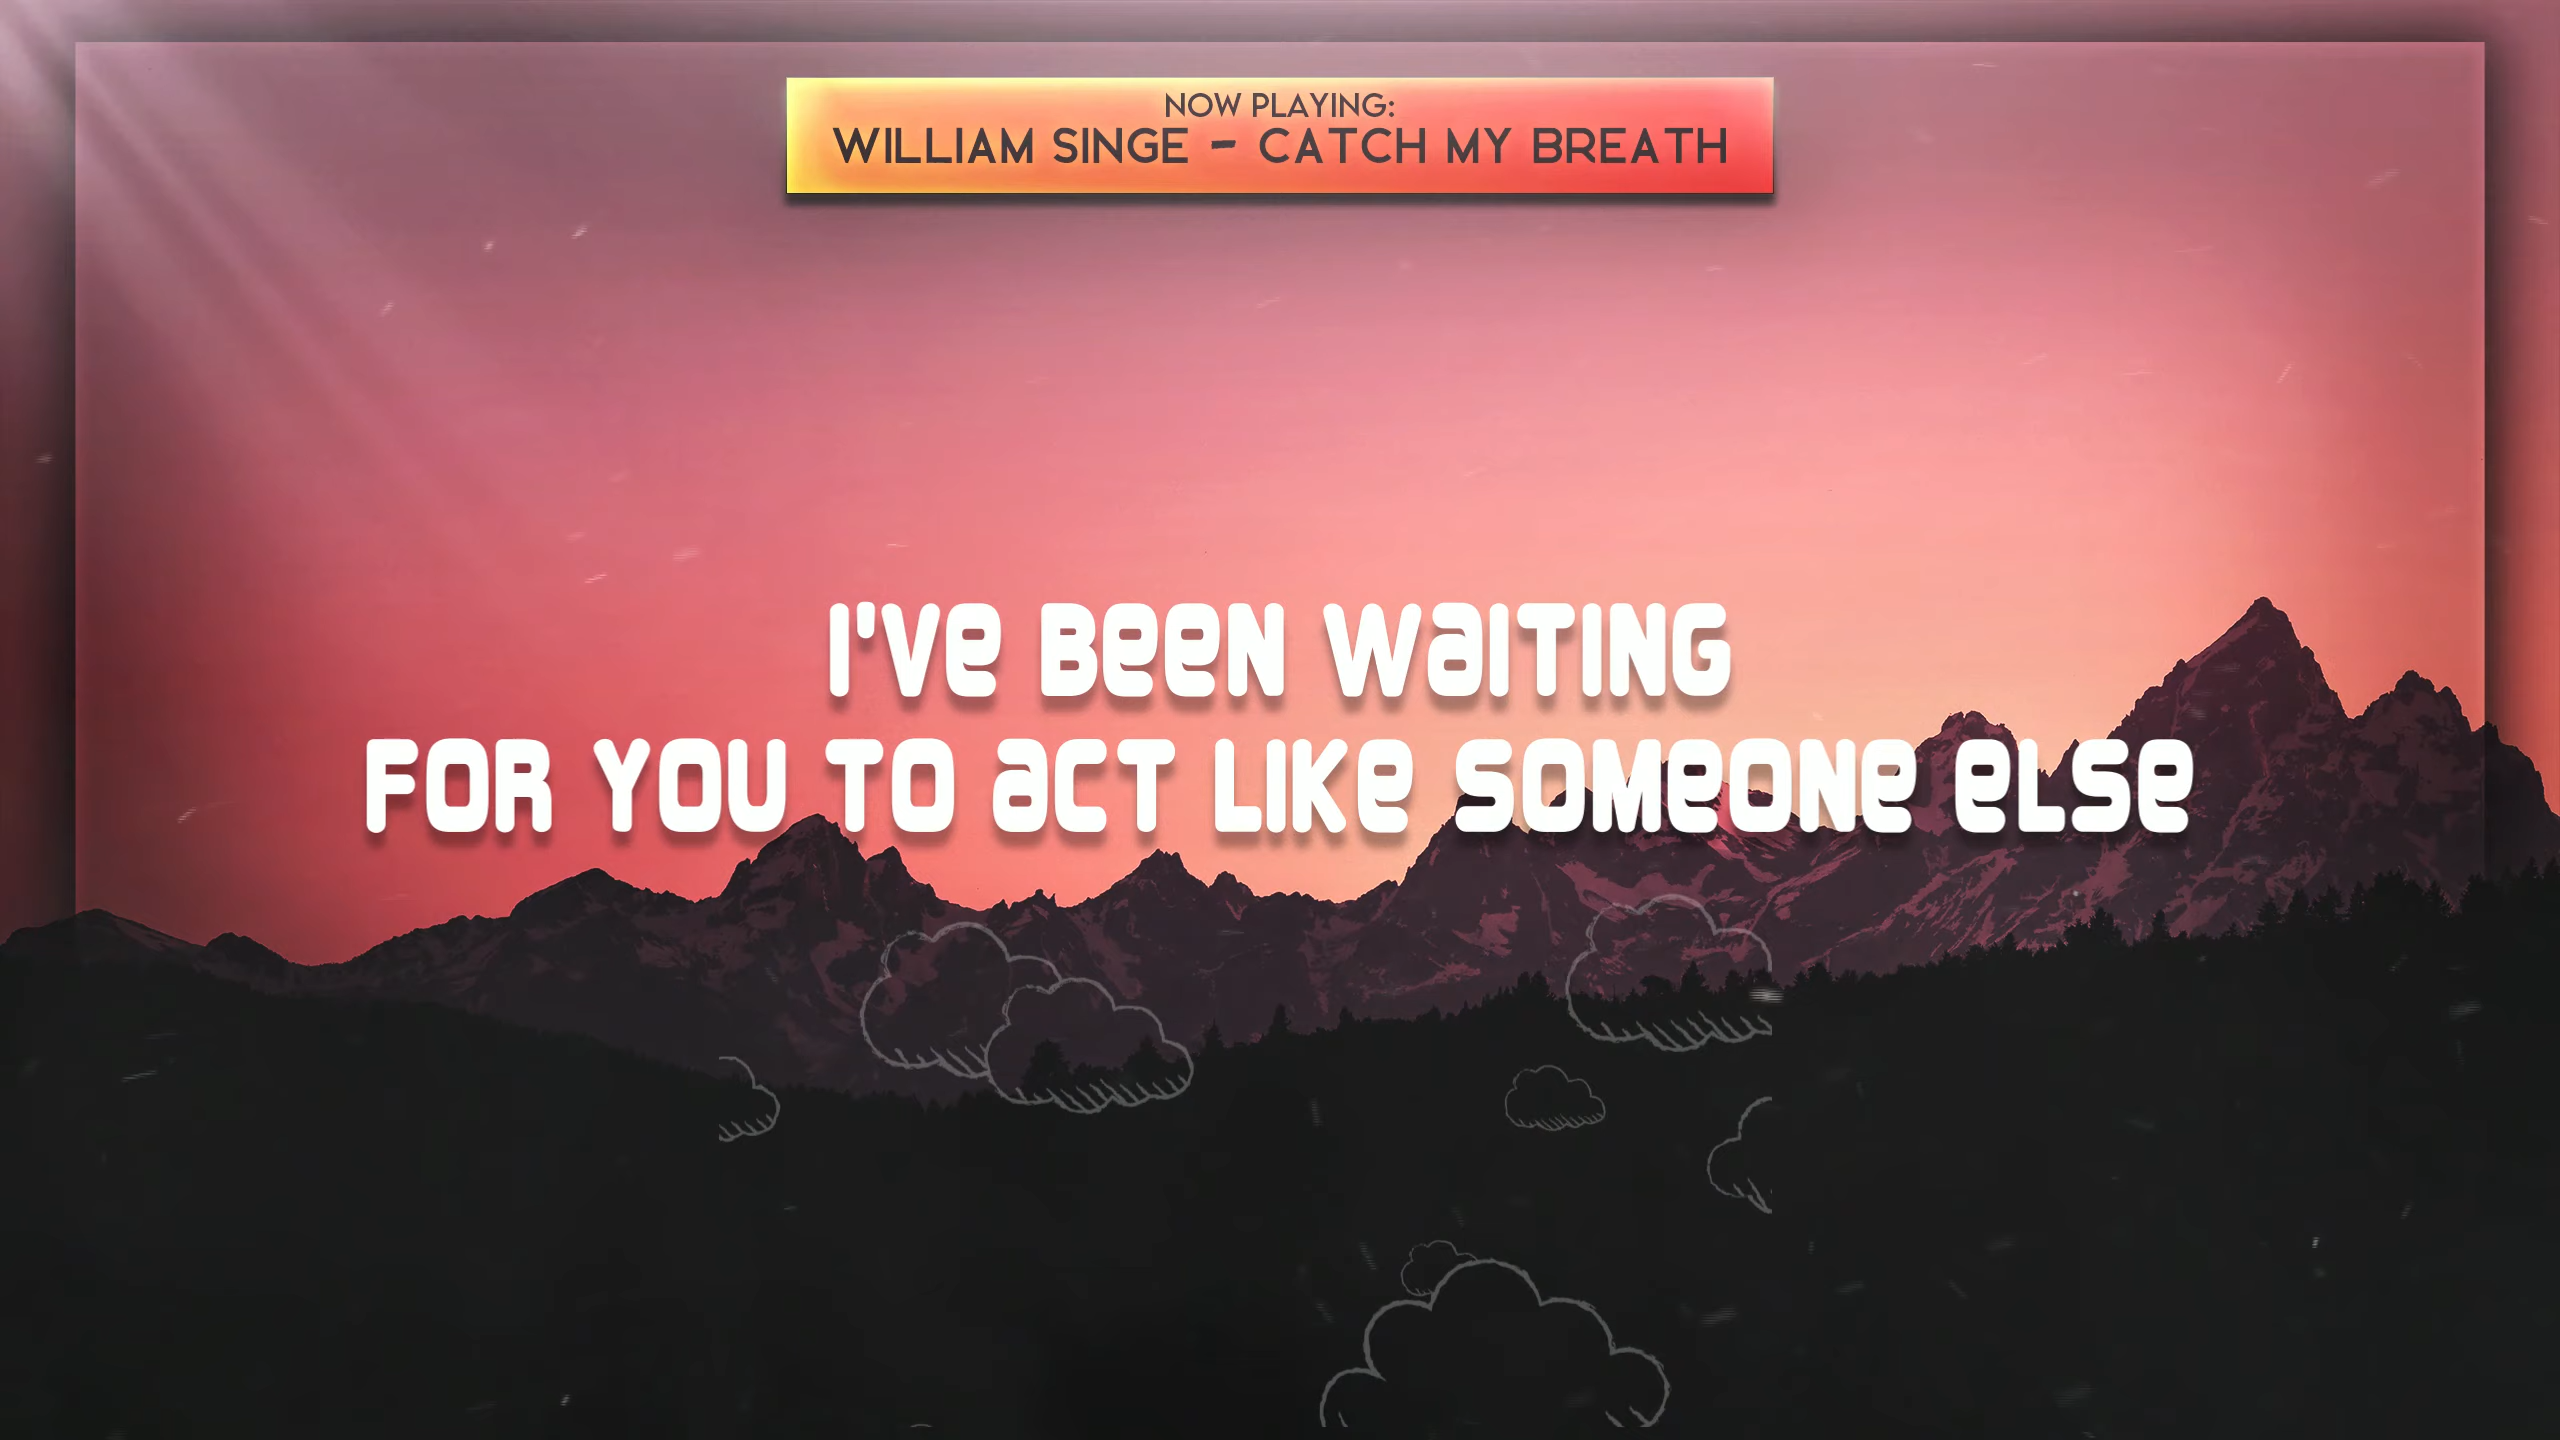 NOW PLAYING:
WILLIAM SINGE - CATCH MY BREATH
I'VE BEEN WAITING
FOR YOU TO ACT LIKE SOMEONE ELSE